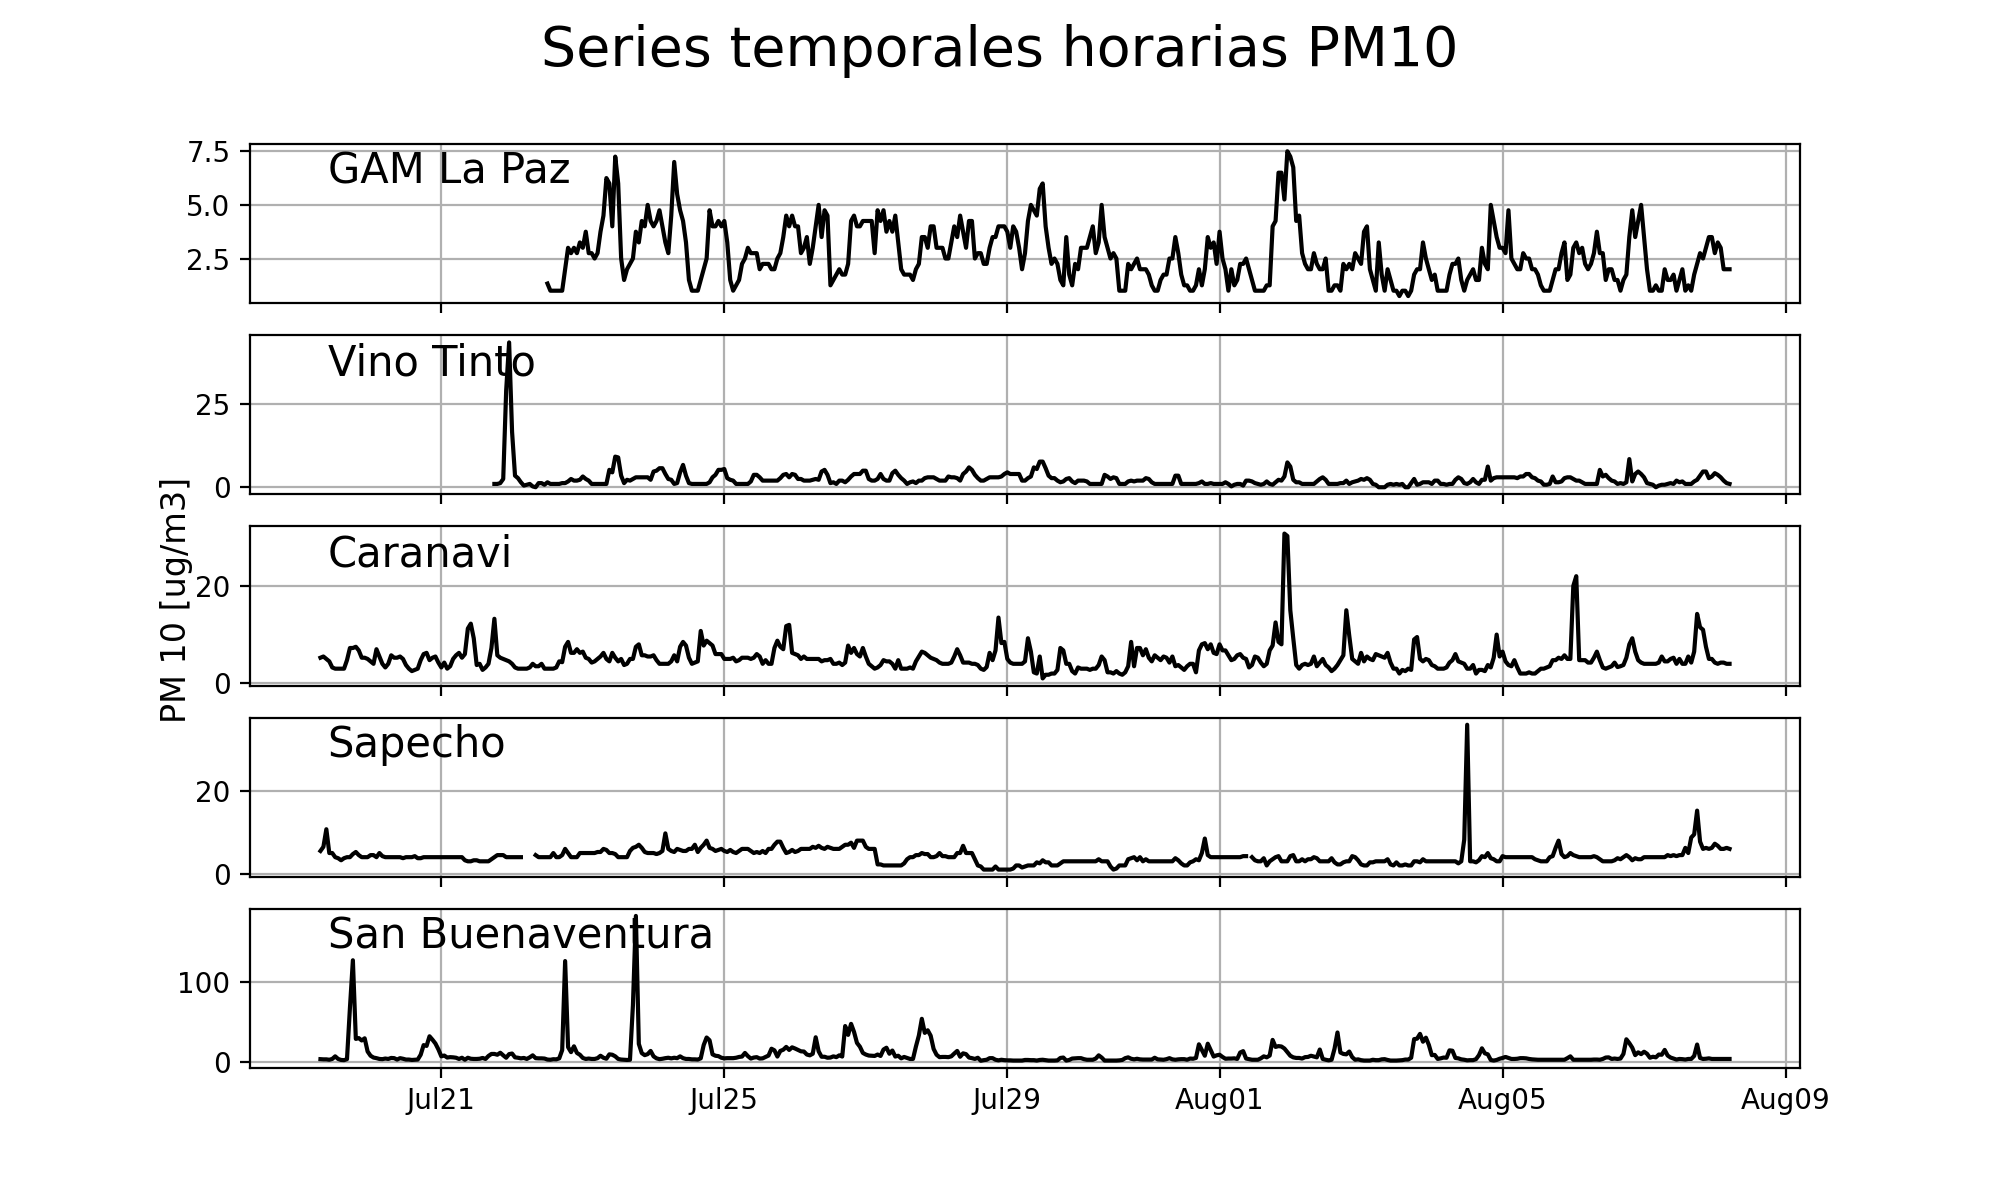 Series temporales horarias PM10
GAM La Paz
7.5
5.0
2.5
Vino Tinto
25
0
PM 10 [ug/m3]
Caranavi
20
0
Sapecho
20
0
San Buenaventura
100
0
Jul21 Jul25 Jul29 Aug01 Aug05 Aug09